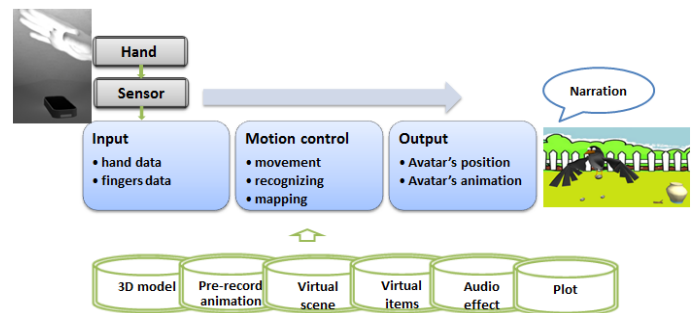 Hand
Sensor
Narration
Input
• hand data
• fingers data
Motion control
• movement
• recognizing
• mapping
Output
• Avatar's position
• Avatar's animation
3D model
Pre-record
animation
Virtual
scene
Virtual
items
Audio
effect
Plot